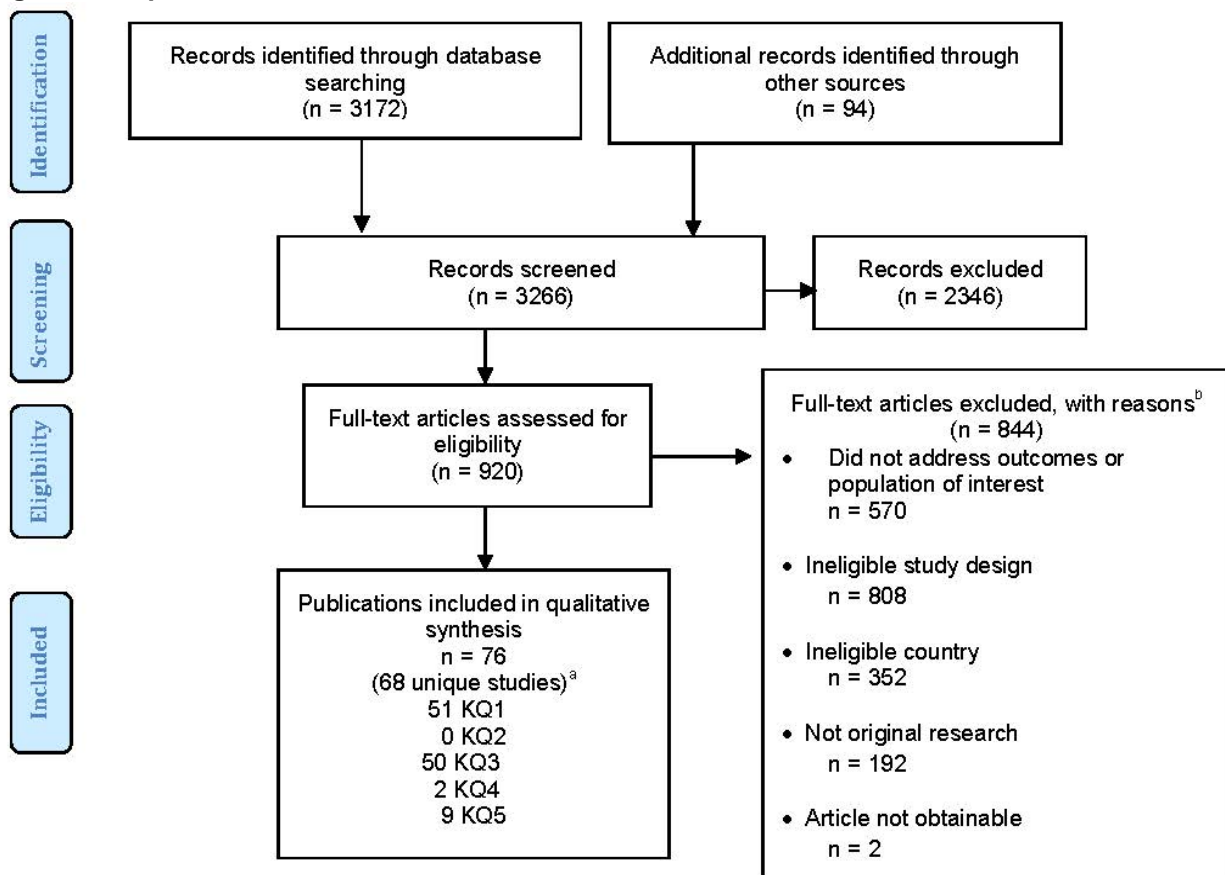 Identification
Records identified through database
searching
(n = 3172)
Additional records identified through
other sources
(n = 94)
Screening
Records screened
(n = 3266)
Records excluded
(n = 2346)
Eligibility
Full-text articles assessed for
eligibility
(n = 920)
Full-text articles excluded, with reasonsᵇ
(n = 844)
• Did not address outcomes or
population of interest
n = 570
• Ineligible study design
n = 808
• Ineligible country
n = 352
• Not original research
n = 192
• Article not obtainable
n = 2
Included
Publications included in qualitative
synthesis
n = 76
(68 unique studies)ᵃ
51 KQ1
0 KQ2
50 KQ3
2 KQ4
9 KQ5